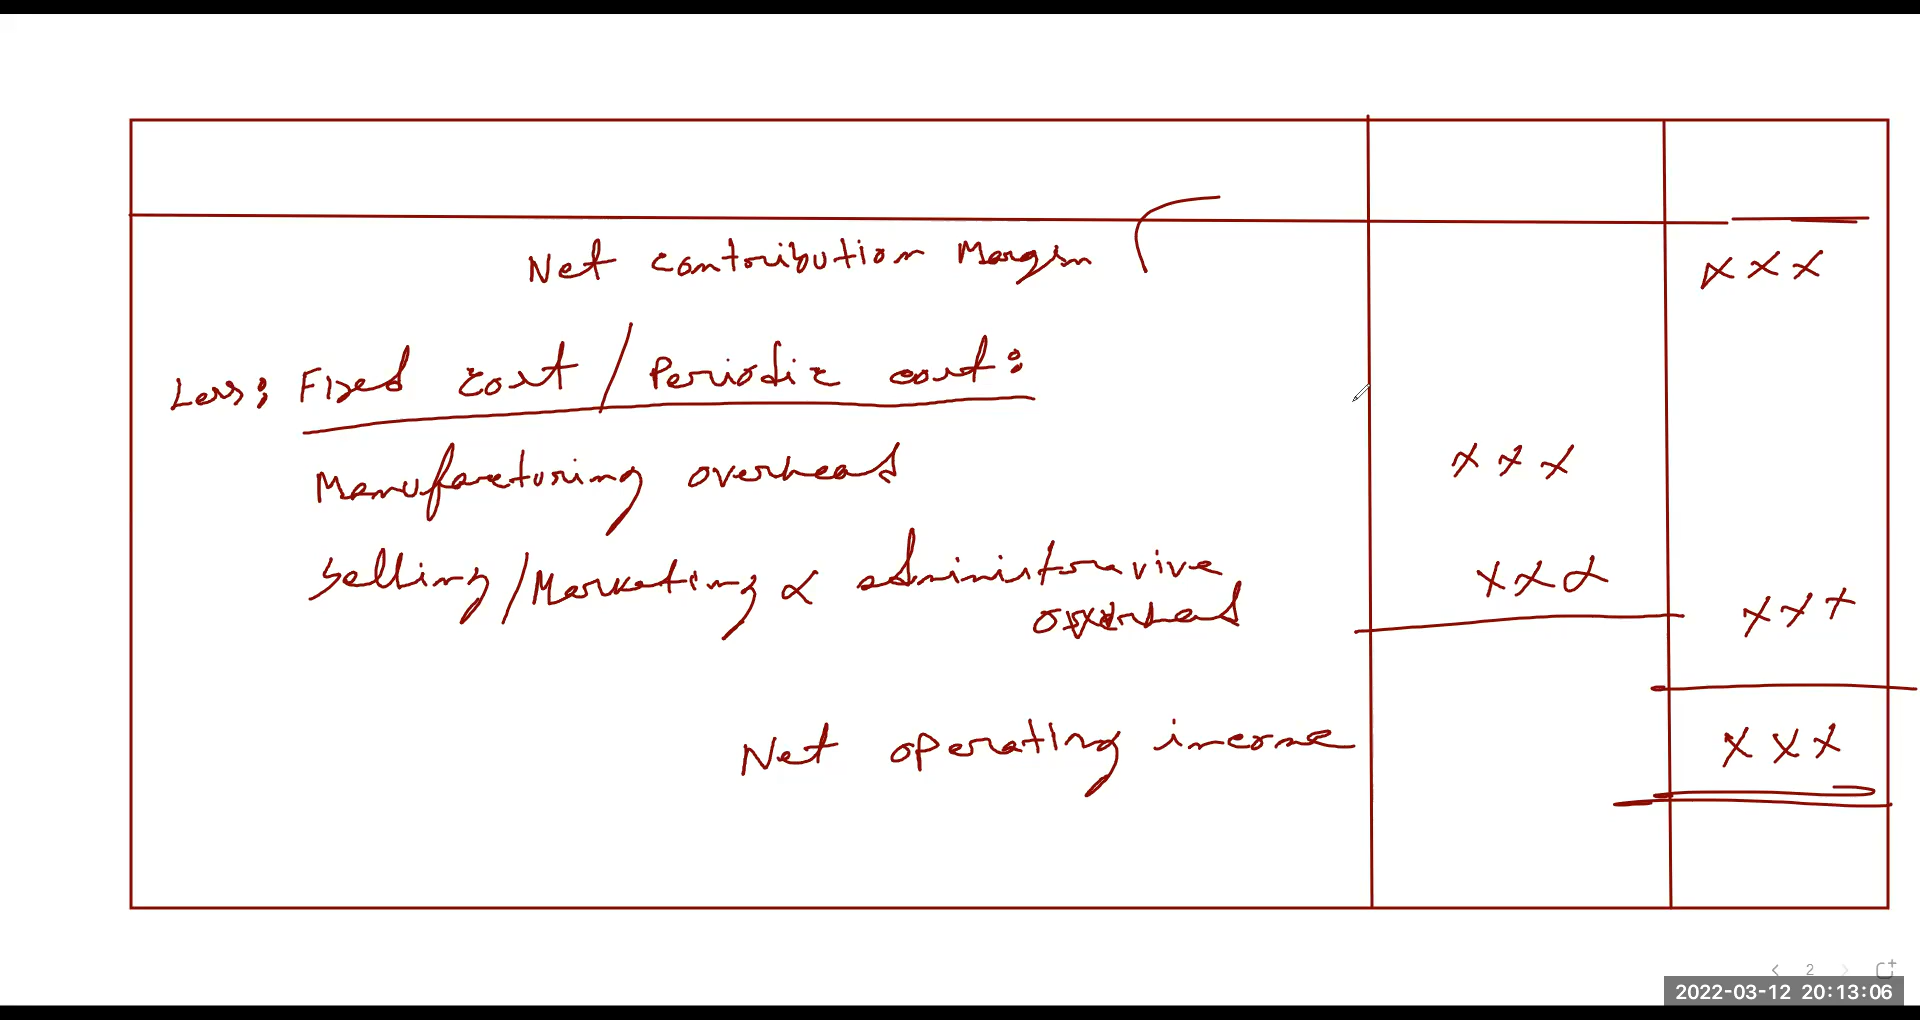 Net contribution Margin
xxx
Less: Fixed cost / Periodic cost:
Manufacturing overhead
xxx
Selling/Marketing & administrative
overhead
xxx
xxx
Net operating income
xxx
2
2022-03-12 20:13:06